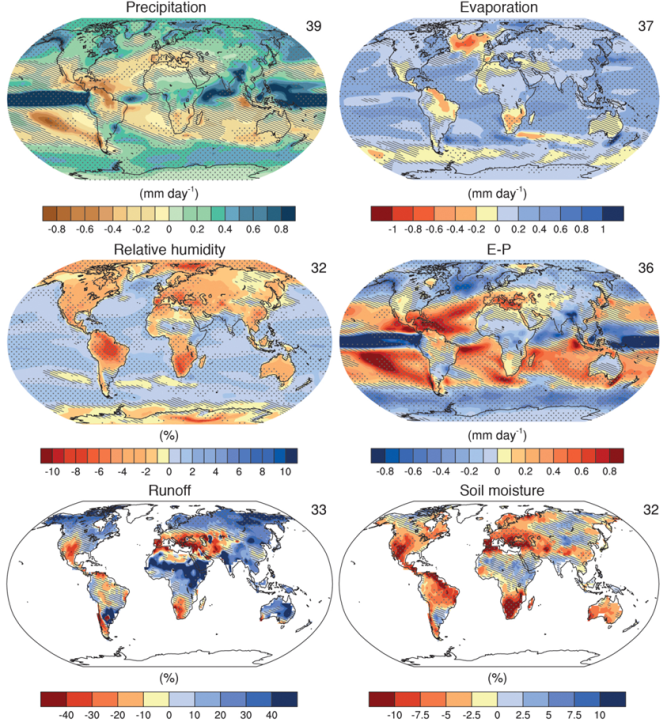 Precipitation
39
Evaporation
37
(mm day⁻¹)
-0.8 -0.6 -0.4 -0.2 0 0.2 0.4 0.6 0.8
(mm day⁻¹)
-1 -0.8 -0.6 -0.4 -0.2 0 0.2 0.4 0.6 0.8 1
Relative humidity
32
E-P
36
(%)
-10 -8 -6 -4 -2 0 2 4 6 8 10
(mm day⁻¹)
-0.8 -0.6 -0.4 -0.2 0 0.2 0.4 0.6 0.8
Runoff
33
Soil moisture
32
(%)
-40 -30 -20 -10 0 10 20 30 40
(%)
-10 -7.5 -5 -2.5 0 2.5 5 7.5 10